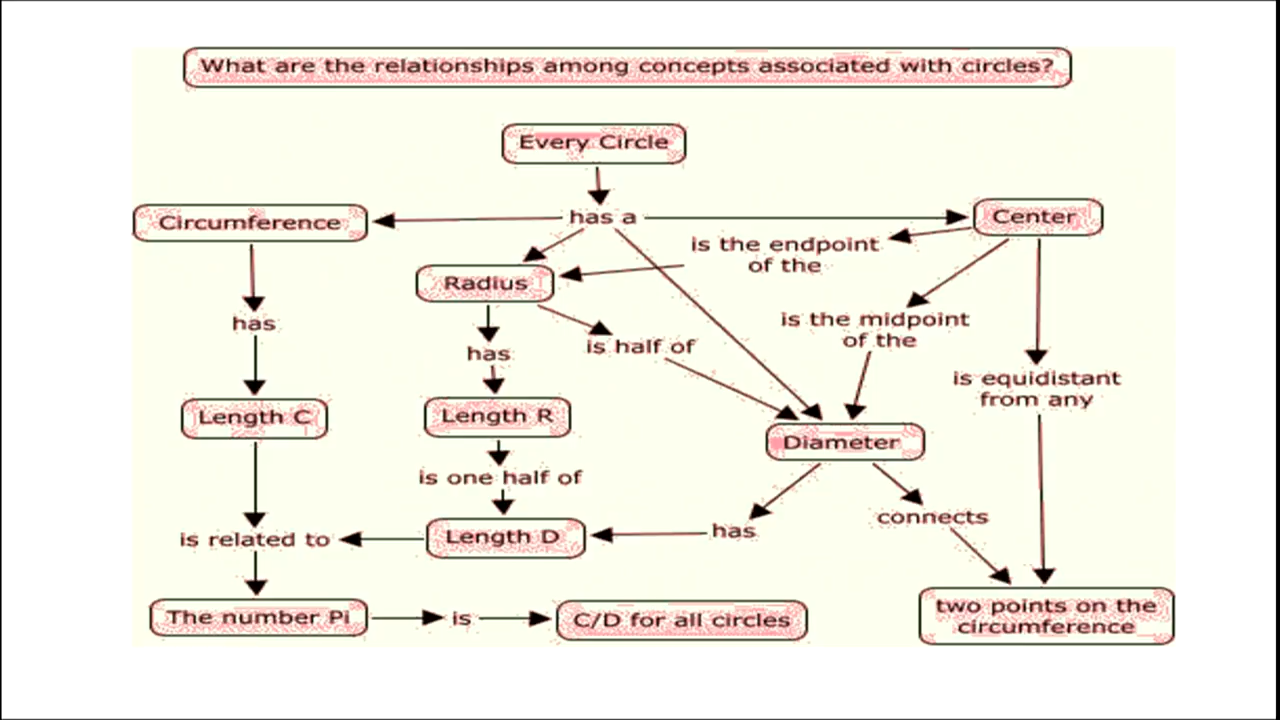 What are the relationships among concepts associated with circles?
Every Circle
has a
Circumference
Center
is the endpoint
of the
Radius
is the midpoint
of the
has
is half of
has
is equidistant
from any
Length C
Length R
Diameter
is one half of
connects
has
Length D
is related to
two points on the
circumference
The number Pi
is
C/D for all circles